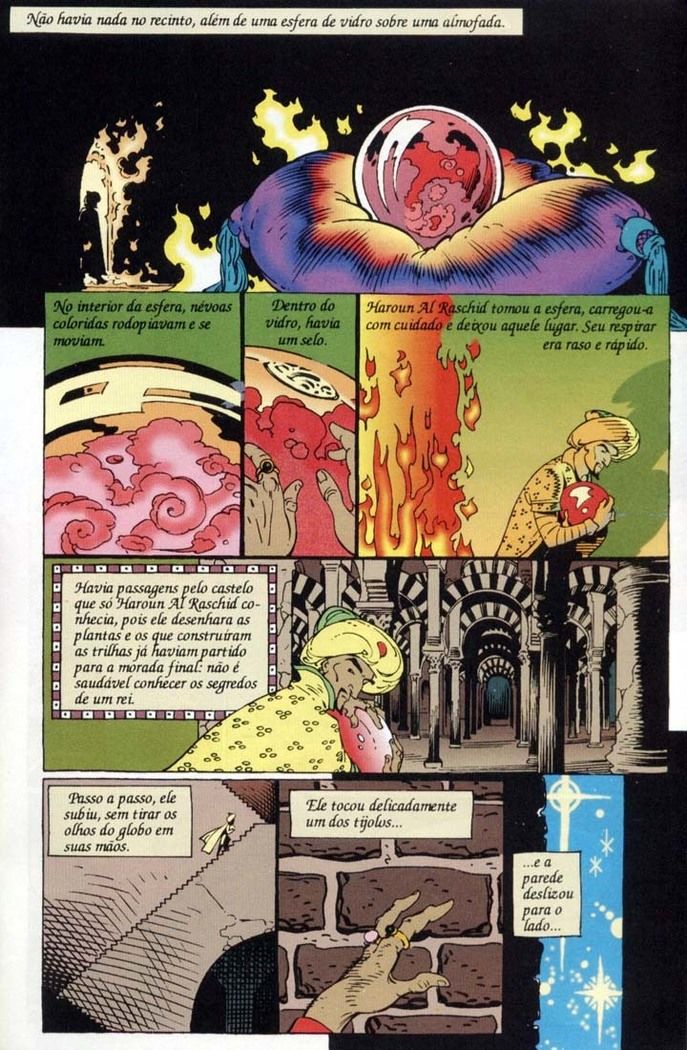 Não havia nada no recinto, além de uma esfera de vidro sobre uma almofada.
No interior da esfera, névoas
coloridas rodopiavam e se
moviam.
Dentro do
vidro, havia
um selo.
Haroun Al Raschid tomou a esfera, carregou-a
com cuidado e deixou aquele lugar. Seu respirar
era raso e rápido.
Havia passagens pelo castelo
que só Haroun Al Raschid co-
nhecia, pois ele desenhara as
plantas e os que construíram
as trilhas já haviam partido
para a morada final: não é
saudável conhecer os segredos
de um rei.
Passo a passo, ele
subiu, sem tirar os
olhos do globo em
suas mãos.
Ele tocou delicadamente
um dos tijolos...
...e a
parede
deslizou
para o
lado...